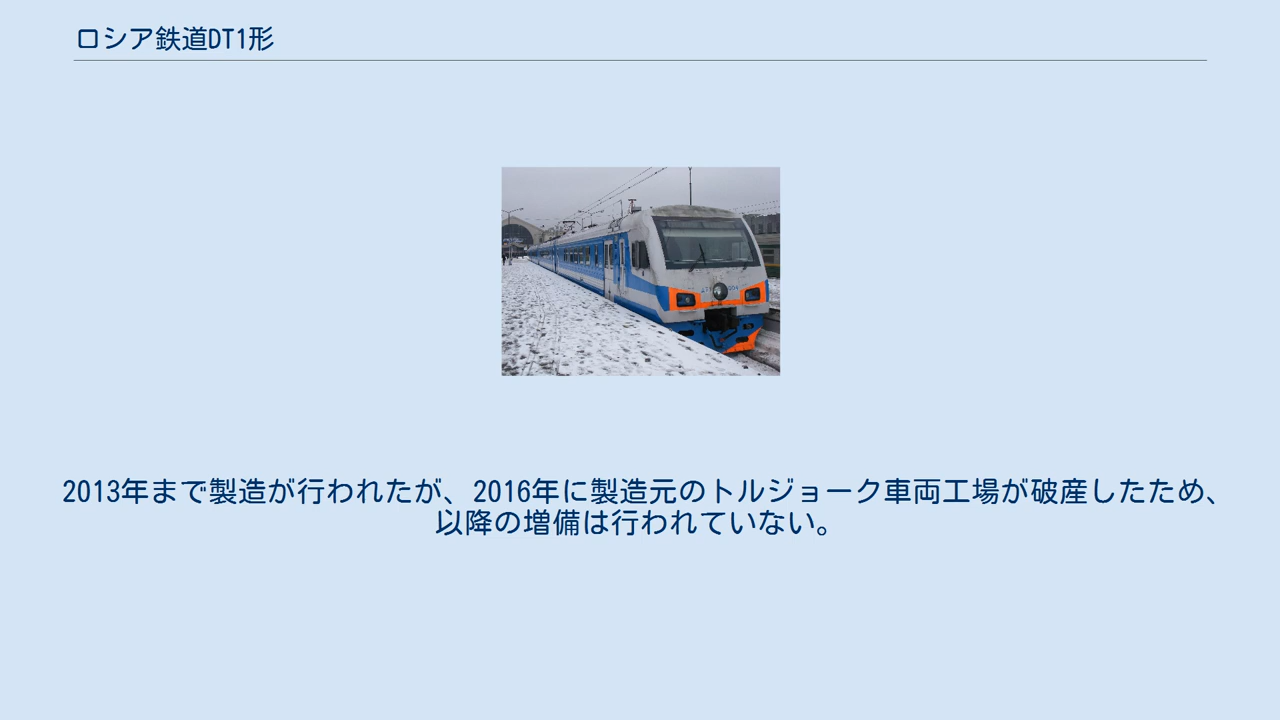 ロシア鉄道DT1形
2013年まで製造が行われたが、2016年に製造元のトルジョーク車両工場が破産したため、
以降の増備は行われていない。